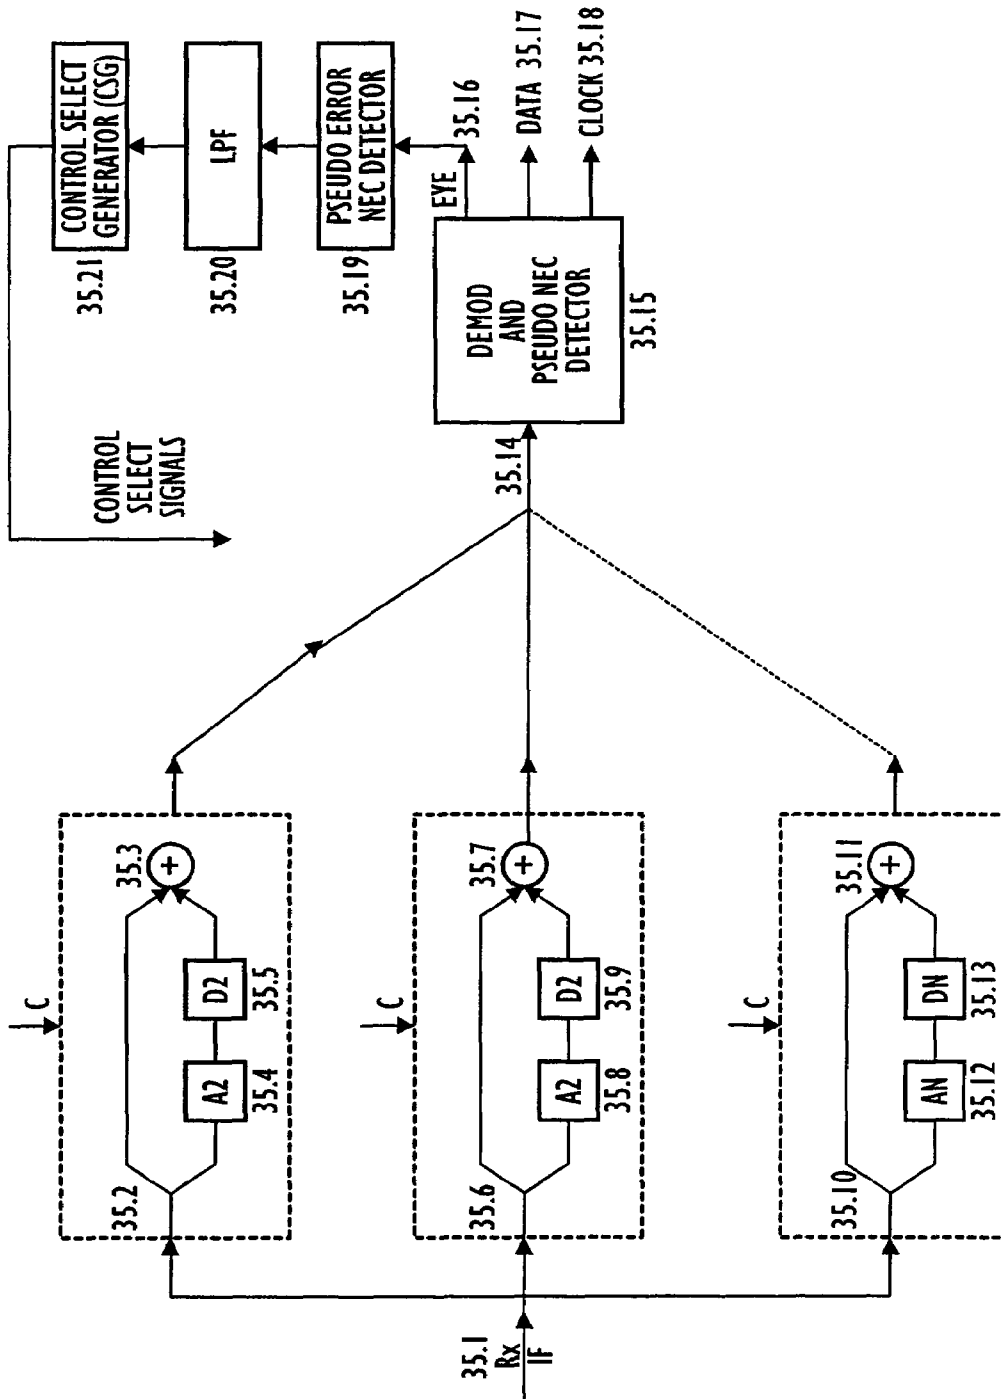 35.1
Rx
IF
35.2
35.3
A2
35.4
D2
35.5
C
35.6
35.7
A2
35.8
D2
35.9
C
35.10
35.11
AN
35.12
DN
35.13
C
35.14
DEMOD
AND
PSEUDO NEC
DETECTOR
35.15
EYE
35.16
DATA 35.17
CLOCK 35.18
PSEUDO ERROR
NEC DETECTOR
35.19
LPF
35.20
CONTROL SELECT
GENERATOR (CSG)
35.21
CONTROL
SELECT
SIGNALS